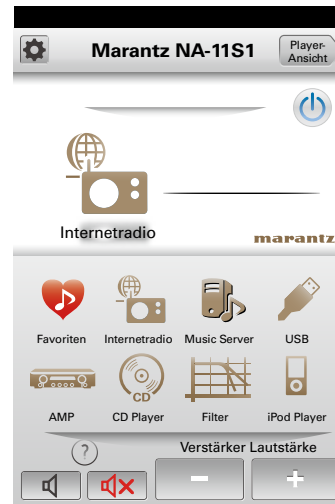 Marantz NA-11S1
Player-
Ansicht
Internetradio
marantz
Favoriten Internetradio Music Server USB
CD
AMP CD Player Filter iPod Player
? Verstärker Lautstärke